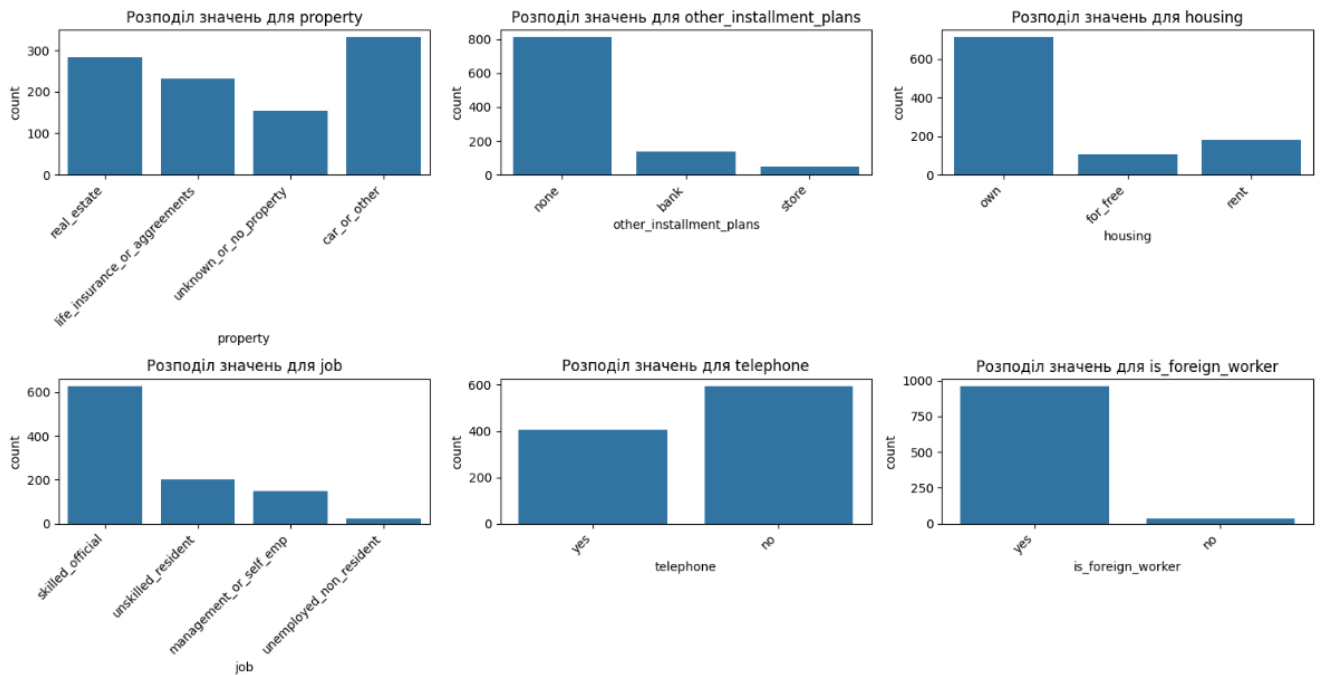 Розподіл значень для property
count
300
200
100
0
real_estate
life_insurance_or_aggreements
unknown_or_no_property
car_or_other
property
Розподіл значень для other_installment_plans
count
800
600
400
200
0
none
bank
store
other_installment_plans
Розподіл значень для housing
count
600
400
200
0
own
for_free
rent
housing
Розподіл значень для job
count
600
400
200
0
skilled_official
unskilled_resident
management_or_self_emp
unemployed_non_resident
job
Розподіл значень для telephone
count
600
400
200
0
yes
no
telephone
Розподіл значень для is_foreign_worker
count
1000
750
500
250
0
yes
no
is_foreign_worker